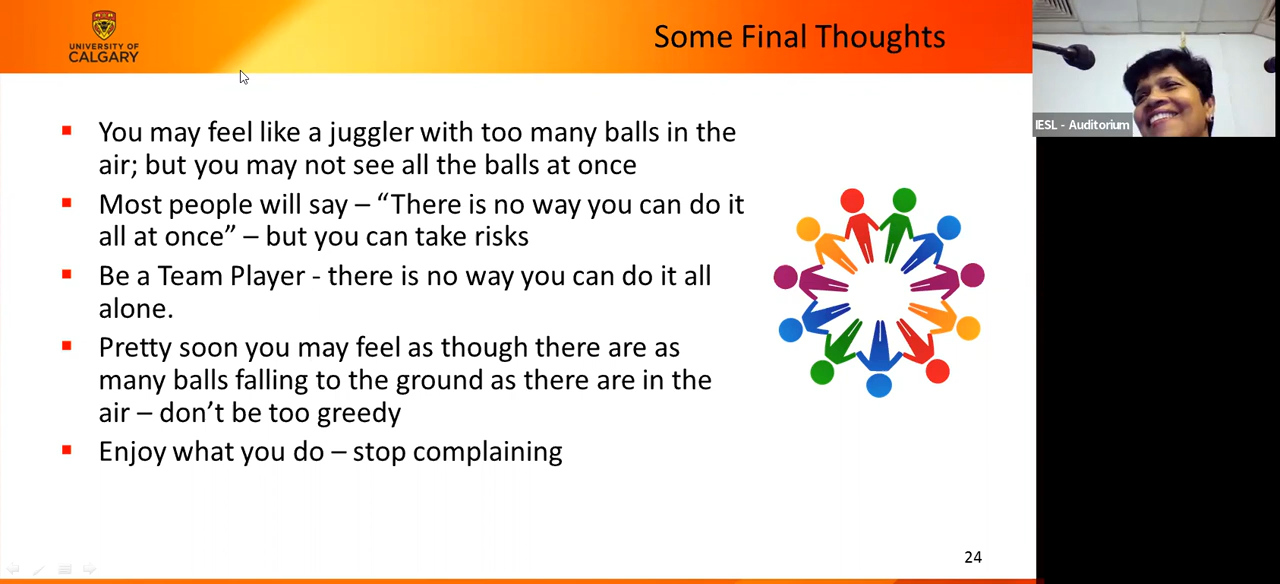 UNIVERSITY OF
CALGARY
Some Final Thoughts
IESL - Auditorium
You may feel like a juggler with too many balls in the
air; but you may not see all the balls at once
Most people will say – “There is no way you can do it
all at once” – but you can take risks
Be a Team Player - there is no way you can do it all
alone.
Pretty soon you may feel as though there are as
many balls falling to the ground as there are in the
air – don’t be too greedy
Enjoy what you do – stop complaining
24